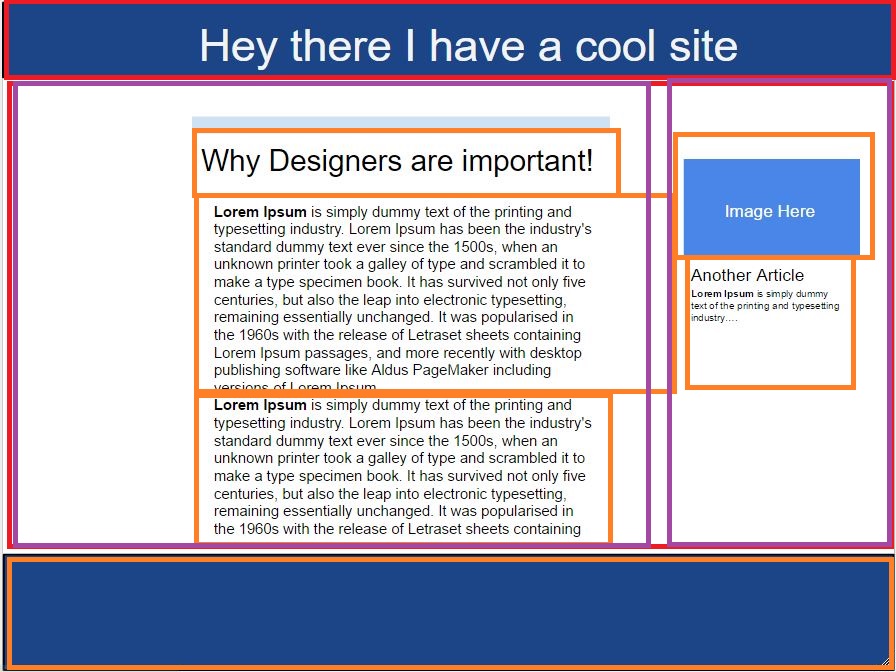 Hey there I have a cool site
Why Designers are important!
Lorem Ipsum is simply dummy text of the printing and
typesetting industry. Lorem Ipsum has been the industry's
standard dummy text ever since the 1500s, when an
unknown printer took a galley of type and scrambled it to
make a type specimen book. It has survived not only five
centuries, but also the leap into electronic typesetting,
remaining essentially unchanged. It was popularised in
the 1960s with the release of Letraset sheets containing
Lorem Ipsum passages, and more recently with desktop
publishing software like Aldus PageMaker including
versions of Lorem Ipsum
Lorem Ipsum is simply dummy text of the printing and
typesetting industry. Lorem Ipsum has been the industry's
standard dummy text ever since the 1500s, when an
unknown printer took a galley of type and scrambled it to
make a type specimen book. It has survived not only five
centuries, but also the leap into electronic typesetting,
remaining essentially unchanged. It was popularised in
the 1960s with the release of Letraset sheets containing
Image Here
Another Article
Lorem Ipsum is simply dummy
text of the printing and typesetting
industry....